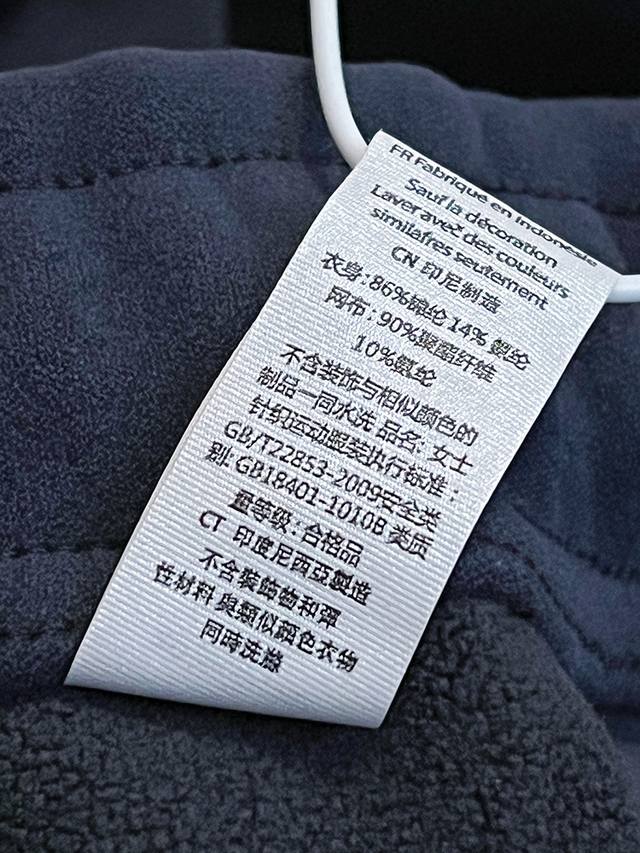 FR Fabrique en Indonesie
Sauf la décoration
Laver avec des couleurs
similaires seulement
CN 印尼制造
衣身:86%锦纶 14% 氨纶
网布:90%聚酯纤维
10%氨纶
不含装饰与相似颜色的
制品一同水洗 品名: 女士
针织运动服装执行标准:
GB/T22853-2009安全类
别: GB18401-1010B 类质
量等级:合格品
CT 印度尼西亞製造
不含裝飾物和彈
性材料 與類似顏色衣物
同時洗滌